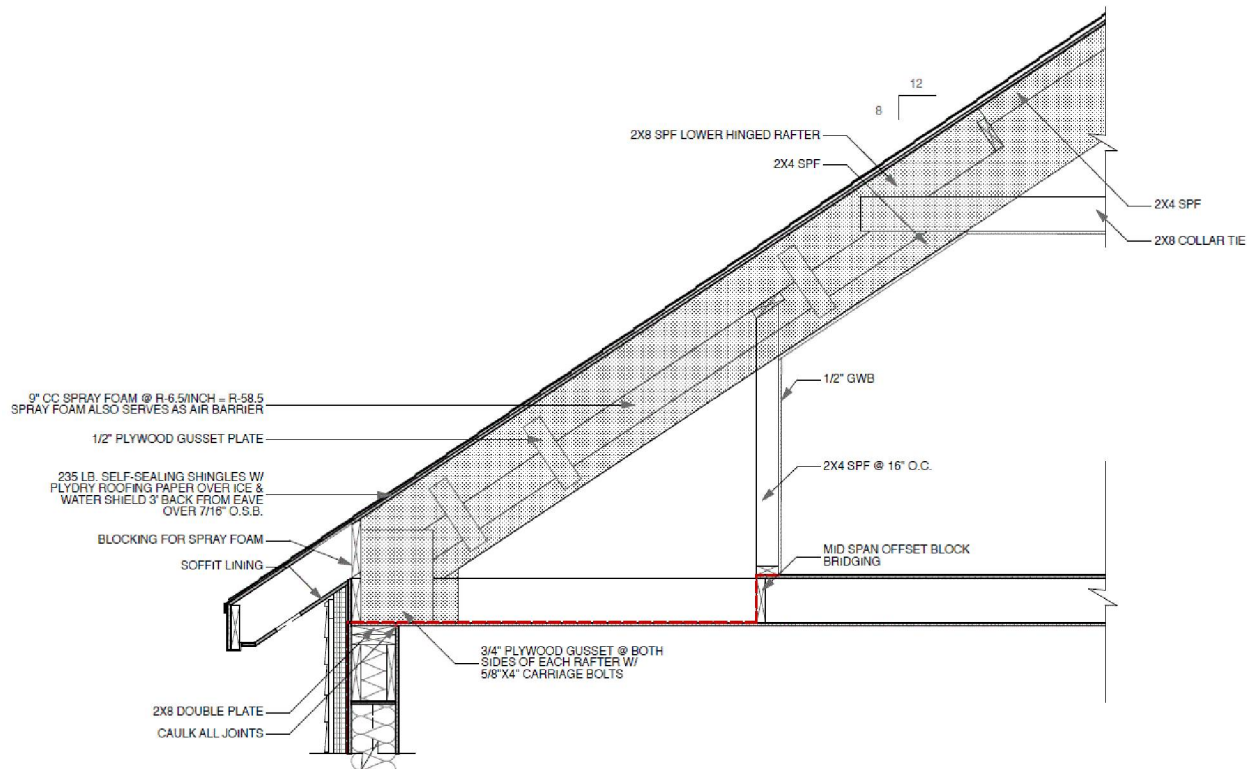 12
8
2X8 SPF LOWER HINGED RAFTER
2X4 SPF
2X4 SPF
2X8 COLLAR TIE
1/2" GWB
9" CC SPRAY FOAM @ R-6.5/INCH = R-58.5
SPRAY FOAM ALSO SERVES AS AIR BARRIER
1/2" PLYWOOD GUSSET PLATE
2X4 SPF @ 16" O.C.
235 LB. SELF-SEALING SHINGLES W/
PLYDRY ROOFING PAPER OVER ICE &
WATER SHIELD 3' BACK FROM EAVE
OVER 7/16" O.S.B.
BLOCKING FOR SPRAY FOAM
SOFFIT LINING
MID SPAN OFFSET BLOCK
BRIDGING
3/4" PLYWOOD GUSSET @ BOTH
SIDES OF EACH RAFTER W/
5/8"X4" CARRIAGE BOLTS
2X8 DOUBLE PLATE
CAULK ALL JOINTS